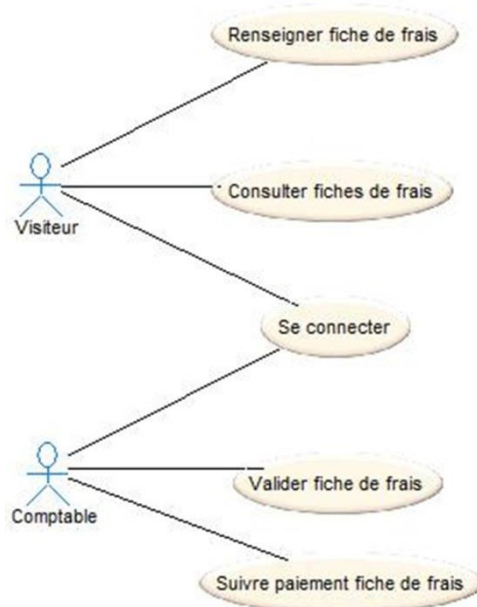 Renseigner fiche de frais
Consulter fiches de frais
Visiteur
Se connecter
Valider fiche de frais
Comptable
Suivre paiement fiche de frais